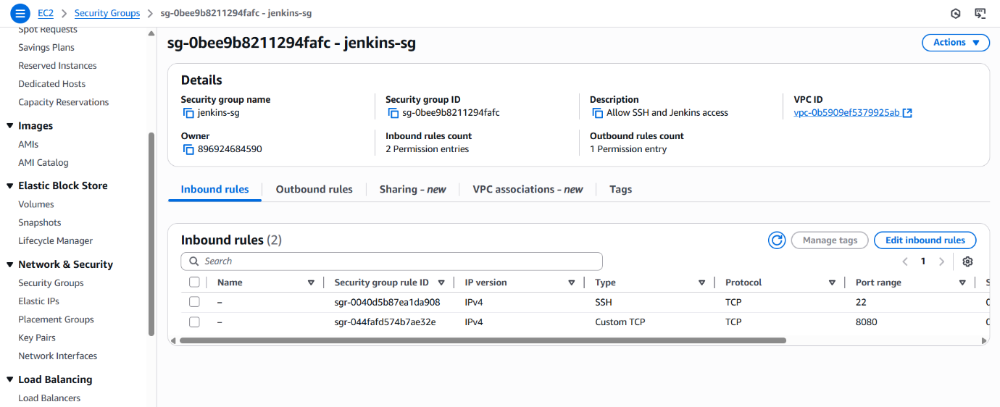 EC2 > Security Groups > sg-0bee9b8211294fafc - jenkins-sg
Spot Requests
Savings Plans
Reserved Instances
Dedicated Hosts
Capacity Reservations
Images
AMIs
AMI Catalog
Elastic Block Store
Volumes
Snapshots
Lifecycle Manager
Network & Security
Security Groups
Elastic IPs
Placement Groups
Key Pairs
Network Interfaces
Load Balancing
Load Balancers
sg-0bee9b8211294fafc - jenkins-sg
Actions
Details
Security group name
jenkins-sg
Security group ID
sg-0bee9b8211294fafc
Description
Allow SSH and Jenkins access
VPC ID
vpc-0b5909ef5379925ab
Owner
896924684590
Inbound rules count
2 Permission entries
Outbound rules count
1 Permission entry
Inbound rules Outbound rules Sharing - new VPC associations - new Tags
Inbound rules (2)
Manage tags
Edit inbound rules
Search
1
Name Security group rule ID IP version Type Protocol Port range
– sgr-0040d5b87ea1da908 IPv4 SSH TCP 22
– sgr-044fafd574b7ae32e IPv4 Custom TCP TCP 8080